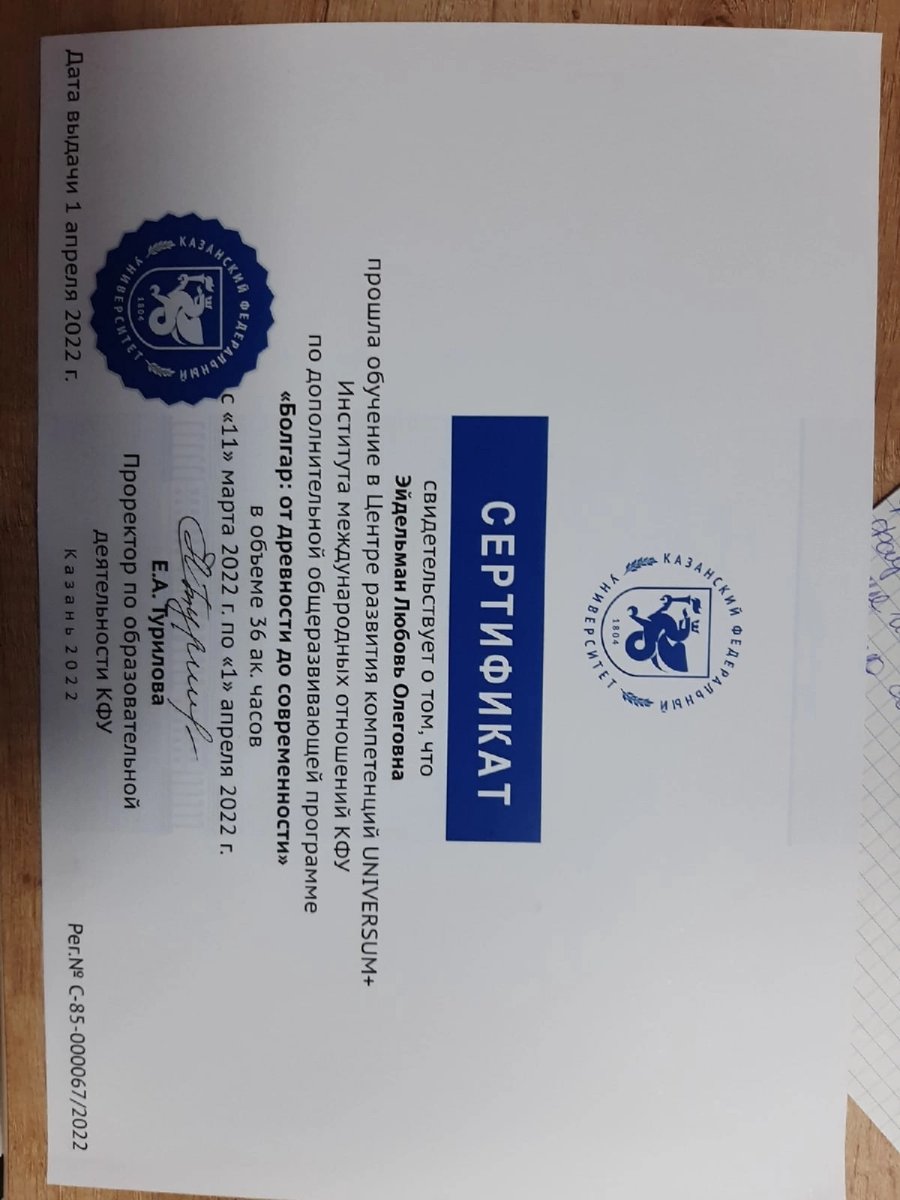 КАЗАНСКИЙ ФЕДЕРАЛЬНЫЙ УНИВЕРСИТЕТ
1804
СЕРТИФИКАТ
свидетельствует о том, что
Эйдельман Любовь Олеговна
прошла обучение в Центре развития компетенций UNIVERSUM+
Института международных отношений КФУ
по дополнительной общеразвивающей программе
«Болгар: от древности до современности»
в объеме 36 ак. часов
с «11» марта 2022 г. по «1» апреля 2022 г.
КАЗАНСКИЙ ФЕДЕРАЛЬНЫЙ УНИВЕРСИТЕТ
1804
Е.А. Турилова
Проректор по образовательной
деятельности КФУ
Дата выдачи 1 апреля 2022 г.
Казань 2022
Рег.№ С-85-000067/2022